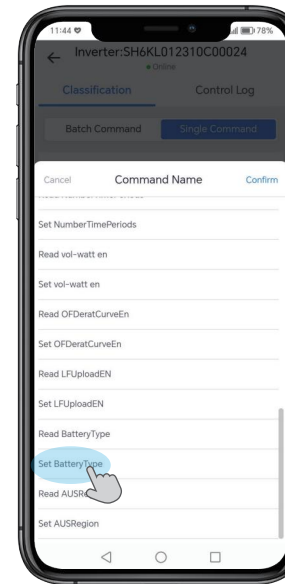 11:44 78%
Inverter:SH6KL012310C00024
Online
Classification Control Log
Batch Command Single Command
Cancel Command Name Confirm
Set NumberTimePeriods
Read vol-watt en
Set vol-watt en
Read OFDeratCurveEn
Set OFDeratCurveEn
Read LFUploadEN
Set LFUploadEN
Read BatteryType
Set BatteryType
Set AUSRegion